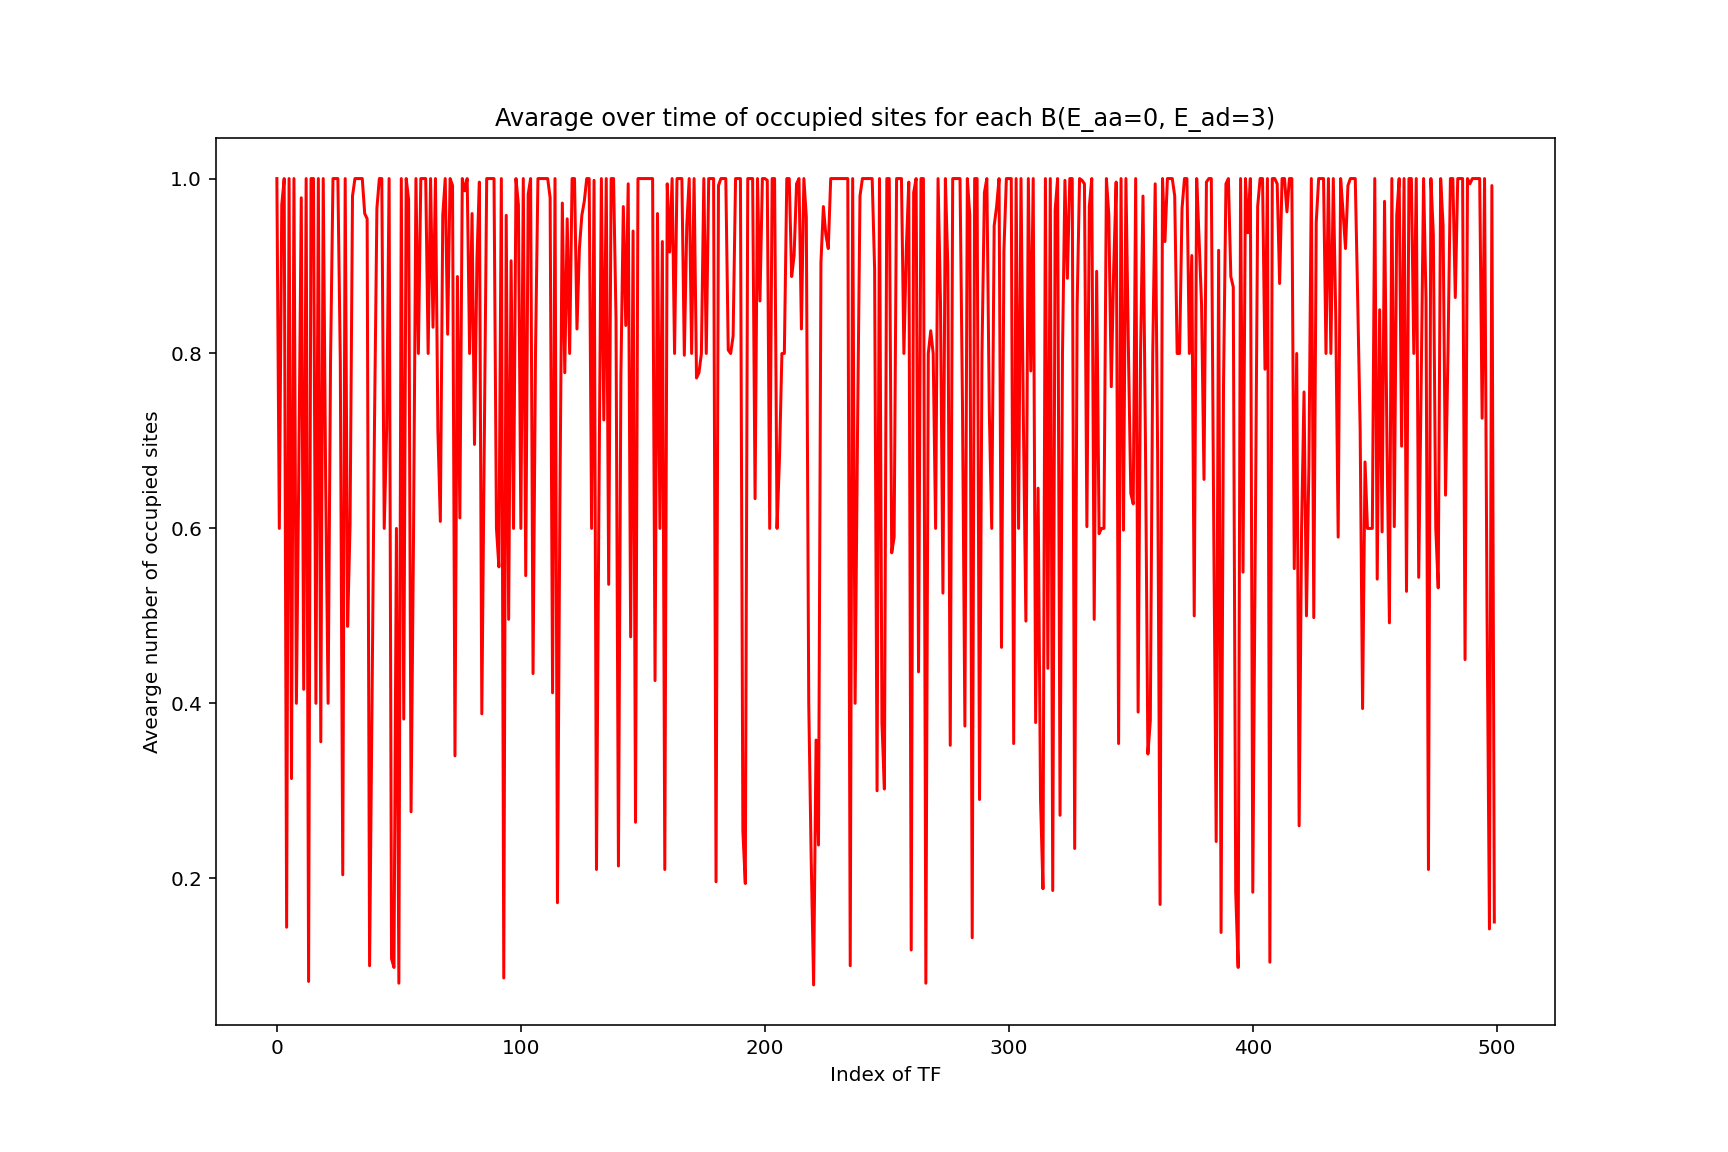 Avarage over time of occupied sites for each B(E_aa=0, E_ad=3)
1.0
0.8
0.6
0.4
0.2
Avearge number of occupied sites
0 100 200 300 400 500
Index of TF